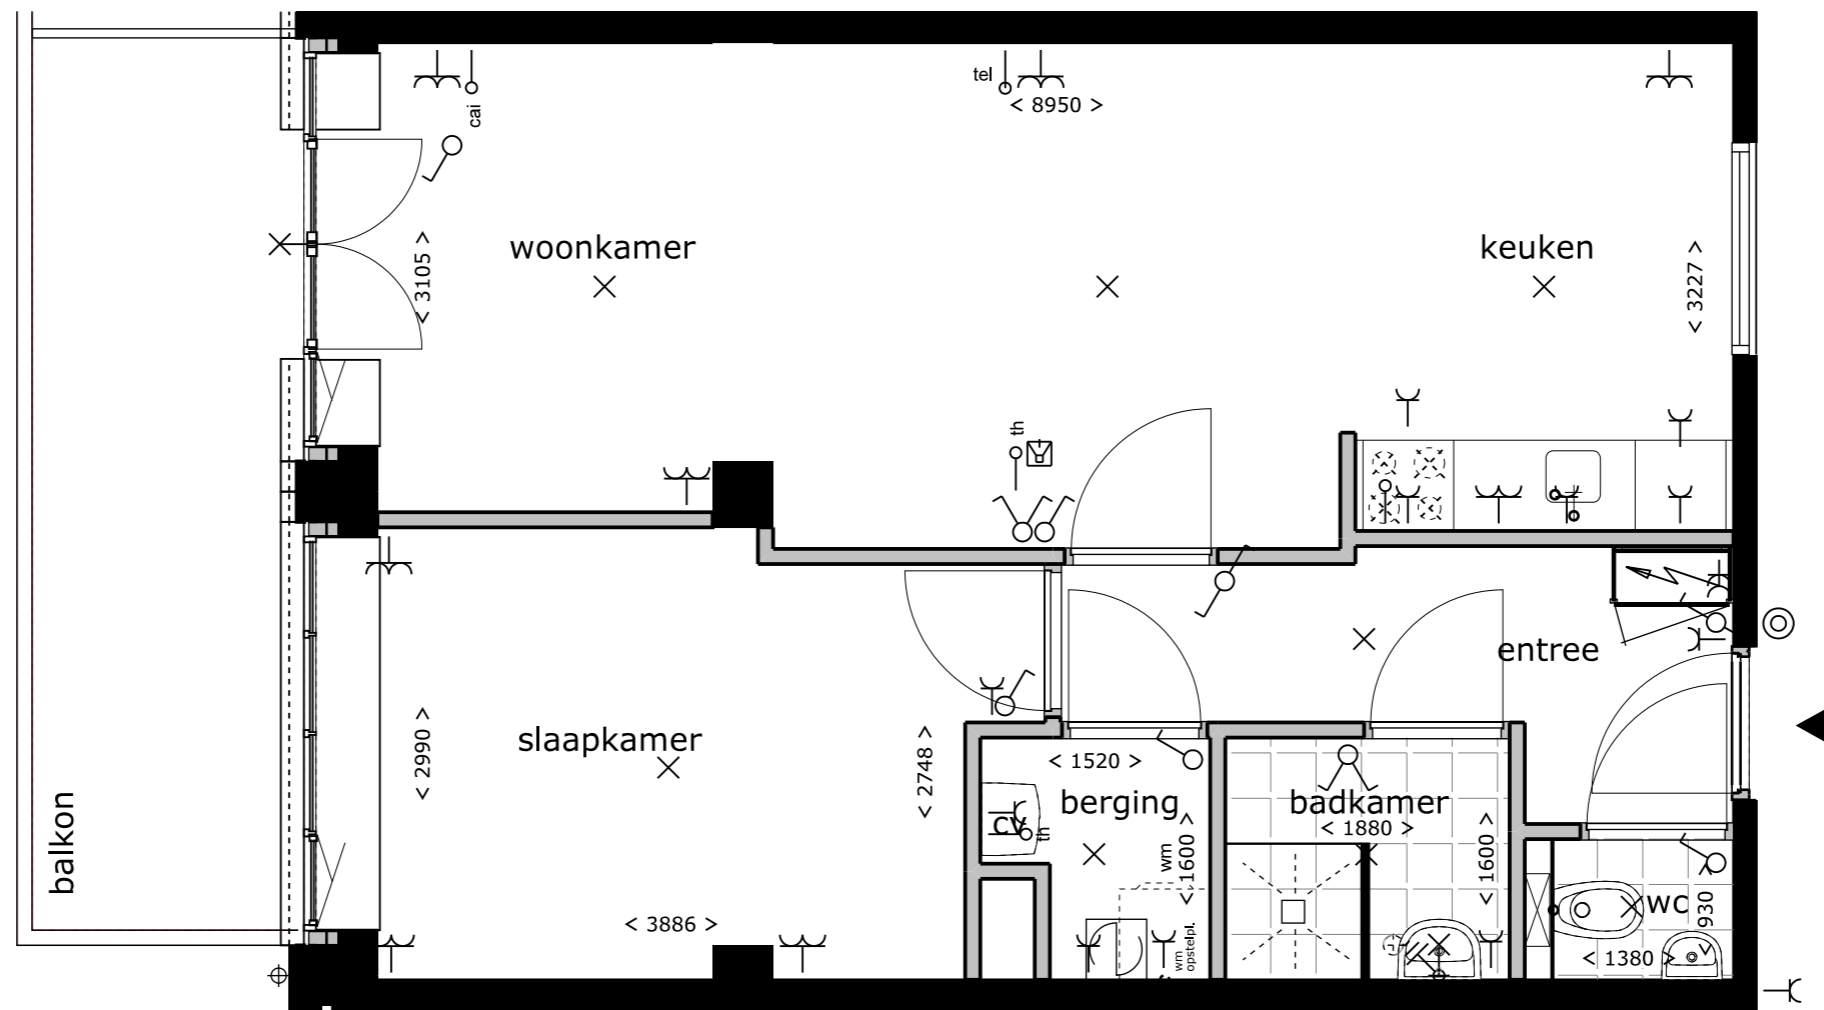 tel
< 8950 >
cai
woonkamer
keuken
< 3105 >
< 3227 >
th
entree
slaapkamer
< 2990 >
< 2748 >
< 1520 >
berging
badkamer
< 1880 >
cv
th
wm
< 1600 >
< 1600 >
balkon
< 3886 >
wm
opstelpl.
wc
< 930 >
< 1380 >